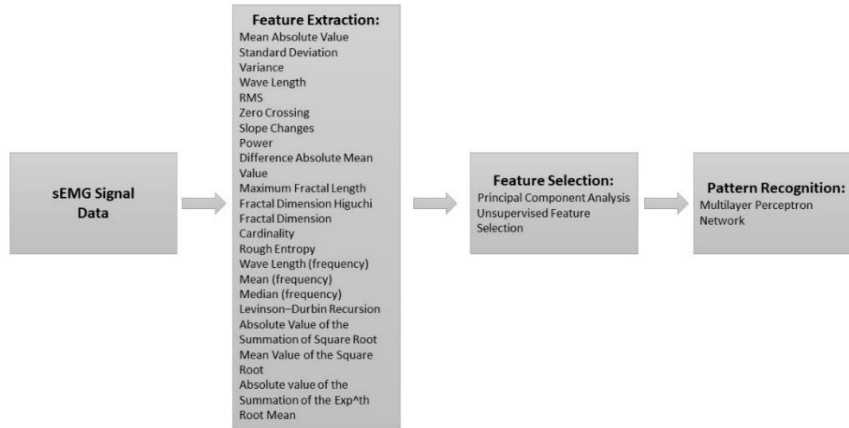 sEMG Signal
Data
Feature Extraction:
Mean Absolute Value
Standard Deviation
Variance
Wave Length
RMS
Zero Crossing
Slope Changes
Power
Difference Absolute Mean
Value
Maximum Fractal Length
Fractal Dimension Higuchi
Fractal Dimension
Cardinality
Rough Entropy
Wave Length (frequency)
Mean (frequency)
Median (frequency)
Levinson–Durbin Recursion
Absolute Value of the
Summation of Square Root
Mean Value of the Square
Root
Absolute value of the
Summation of the Exp^th
Root Mean
Feature Selection:
Principal Component Analysis
Unsupervised Feature
Selection
Pattern Recognition:
Multilayer Perceptron
Network